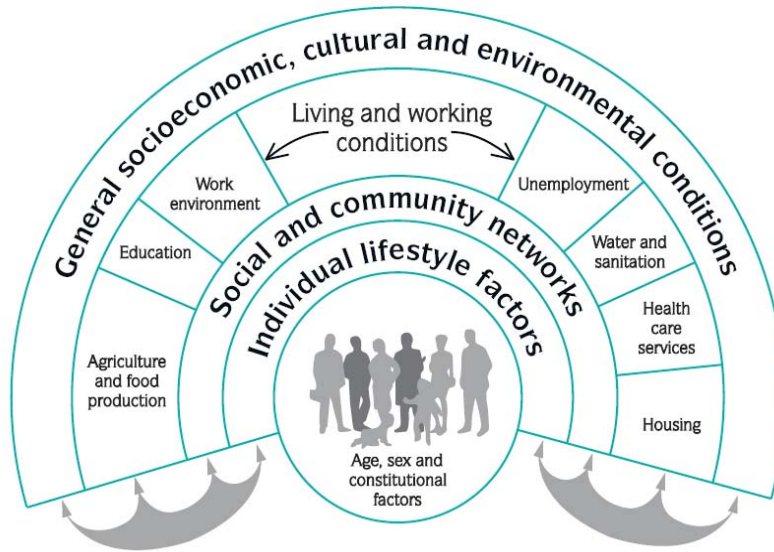 General socioeconomic, cultural and environmental conditions
Living and working
conditions
Agriculture
and food
production
Education
Work
environment
Unemployment
Water and
sanitation
Health
care
services
Housing
Social and community networks
Individual lifestyle factors
Age, sex and
constitutional
factors